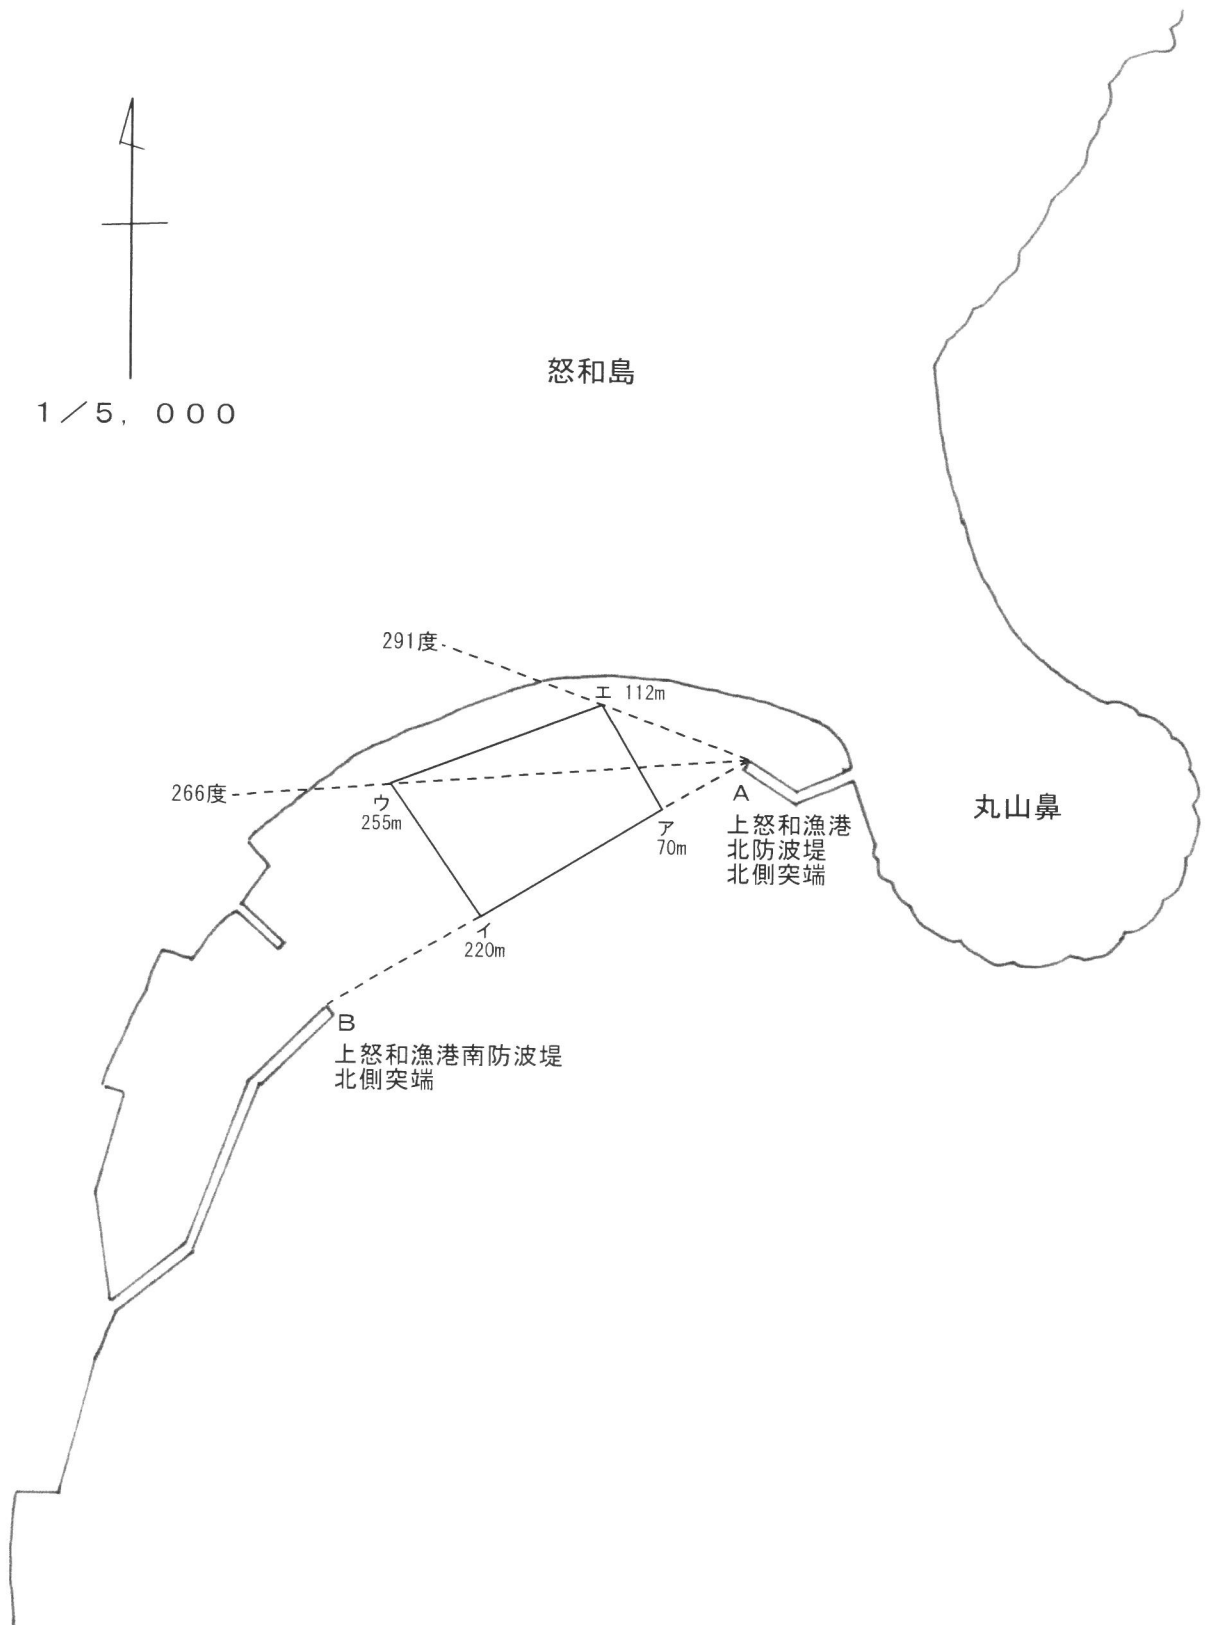 怒和島
1／5，000
291度
エ 112m
266度
ウ
255m
A
ア
70m
上怒和漁港
北防波堤
北側突端
丸山鼻
イ
220m
B
上怒和漁港南防波堤
北側突端